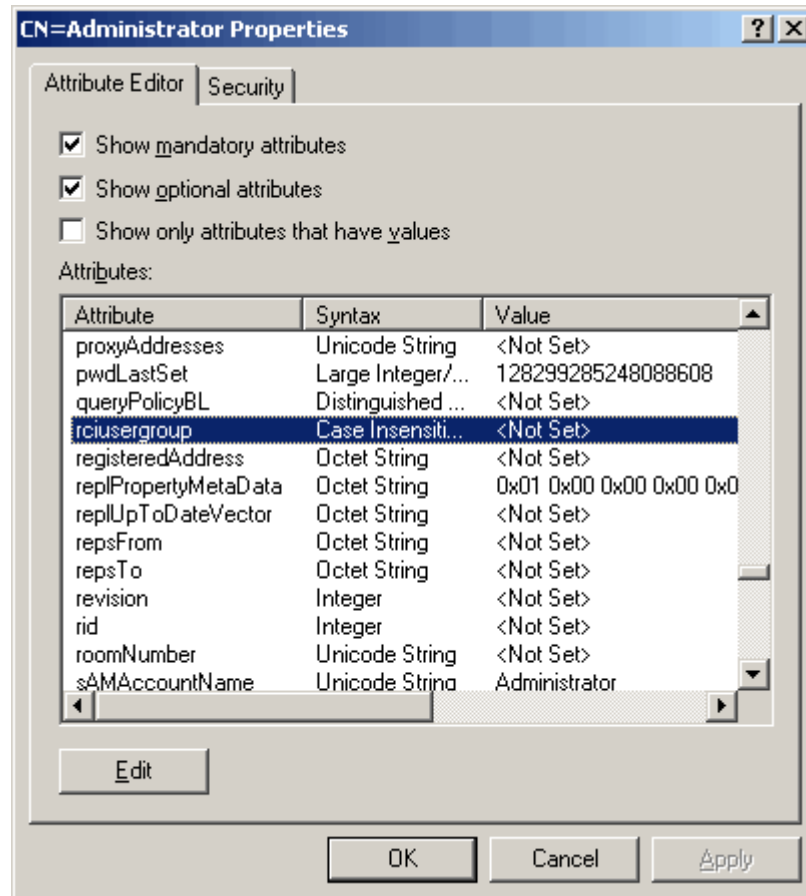 CN=Administrator Properties
Attribute Editor Security
Show mandatory attributes
Show optional attributes
Show only attributes that have values
Attributes:
Attribute Syntax Value
proxyAddresses Unicode String <Not Set>
pwdLastSet Large Integer/... 128299285248088608
queryPolicyBL Distinguished ... <Not Set>
rciusergroup Case Insensiti... <Not Set>
registeredAddress Octet String <Not Set>
replPropertyMetaData Octet String 0x01 0x00 0x00 0x00 0x0
replUpToDateVector Octet String <Not Set>
repsFrom Octet String <Not Set>
repsTo Octet String <Not Set>
revision Integer <Not Set>
rid Integer <Not Set>
roomNumber Unicode String <Not Set>
sAMAccountName Unicode String Administrator
Edit
OK Cancel Apply